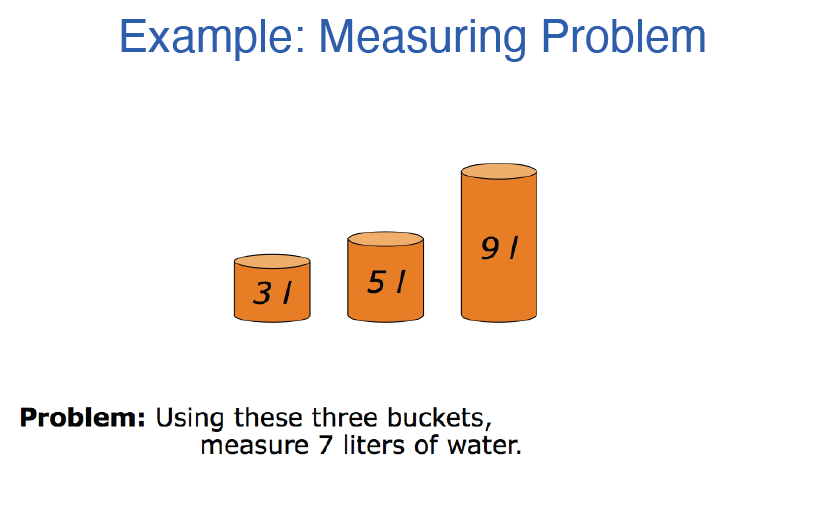 Example: Measuring Problem
3 l
5 l
9 l
Problem: Using these three buckets,
measure 7 liters of water.